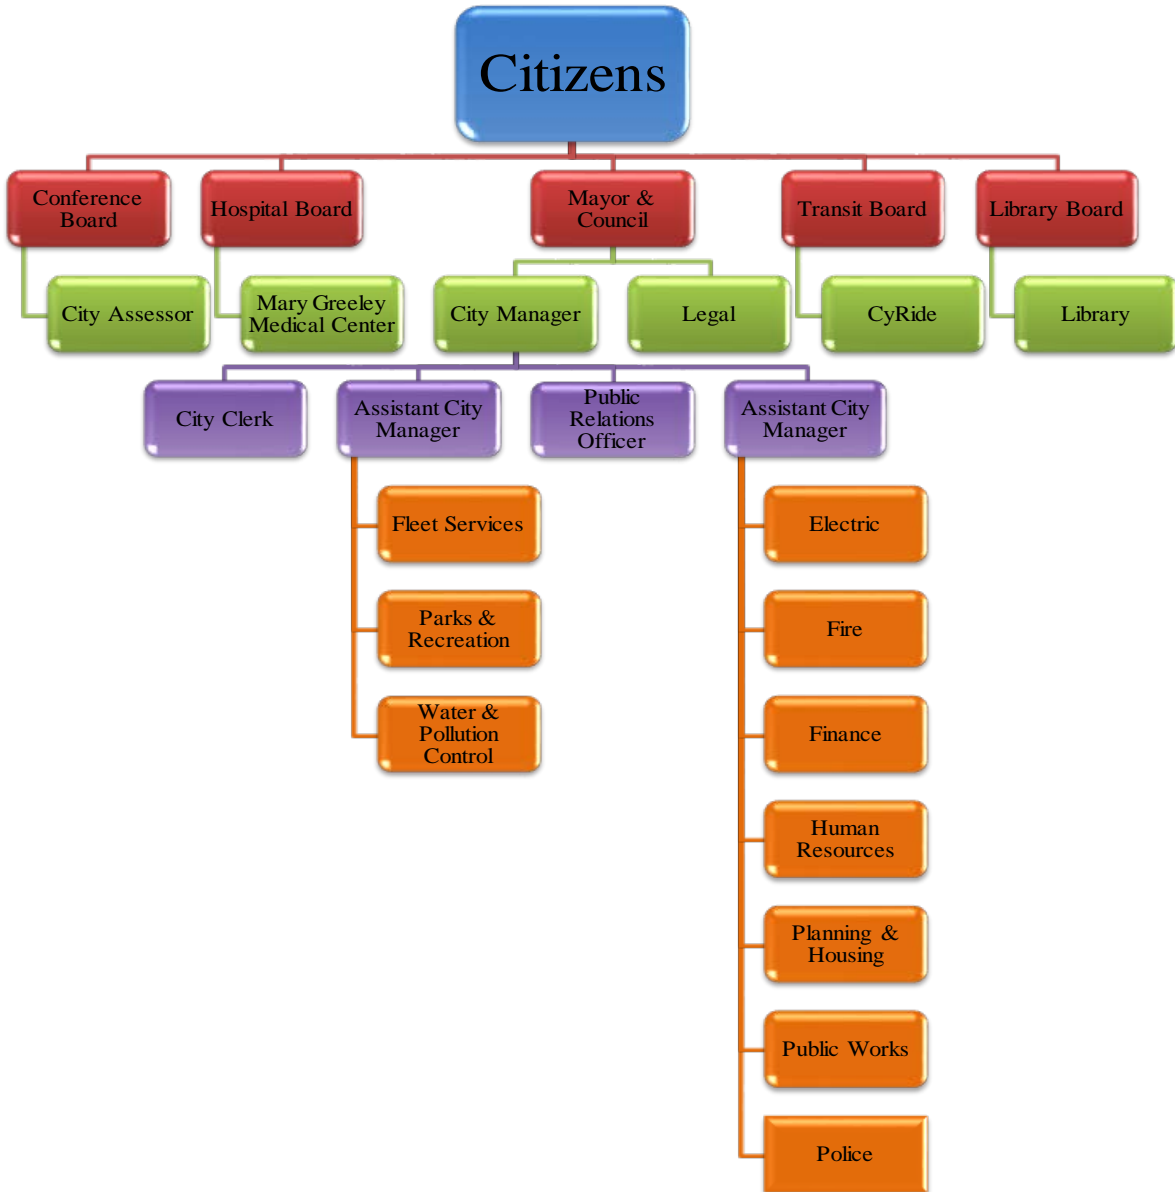 Citizens
Conference
Board
Hospital Board
Mayor &
Council
Transit Board
Library Board
City Assessor
Mary Greeley
Medical Center
City Manager
Legal
CyRide
Library
City Clerk
Assistant City
Manager
Public
Relations
Officer
Assistant City
Manager
Fleet Services
Parks &
Recreation
Water &
Pollution
Control
Electric
Fire
Finance
Human
Resources
Planning &
Housing
Public Works
Police